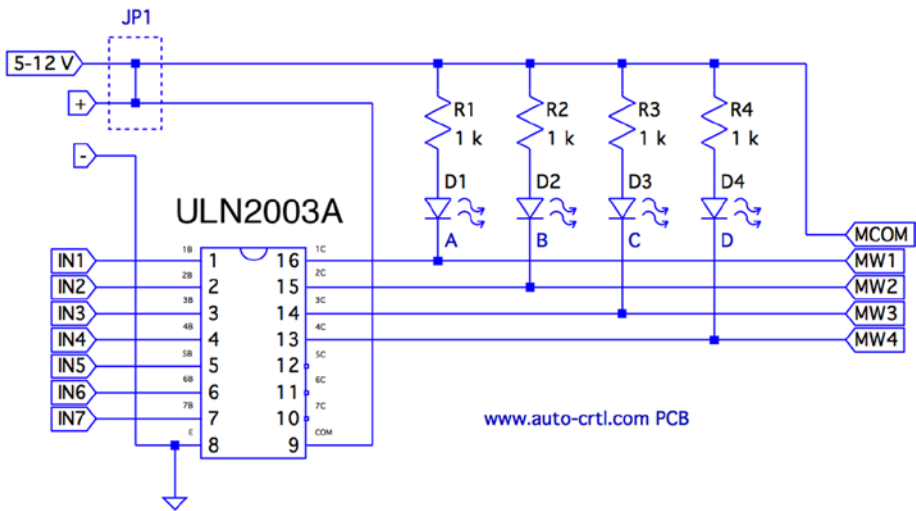 JP1
5-12 V
+
-
R1
1 k
R2
1 k
R3
1 k
R4
1 k
D1
D2
D3
D4
A
B
C
D
ULN2003A
MCOM
IN1
1B
1
16
1C
MW1
IN2
2B
2
15
2C
MW2
IN3
3B
3
14
3C
MW3
IN4
4B
4
13
4C
MW4
IN5
5B
5
12
5C
IN6
6B
6
11
6C
IN7
7B
7
10
7C
E
8
9
COM
www.auto-crtl.com PCB